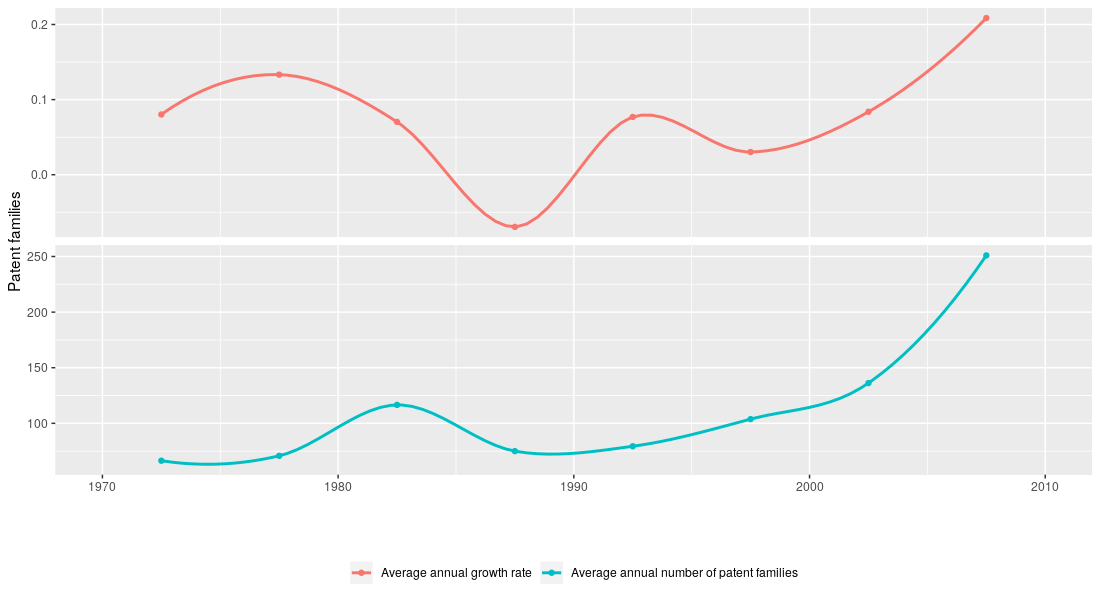 Patent families
0.2
0.1
0.0
250
200
150
100
1970 1980 1990 2000 2010
Average annual growth rate Average annual number of patent families